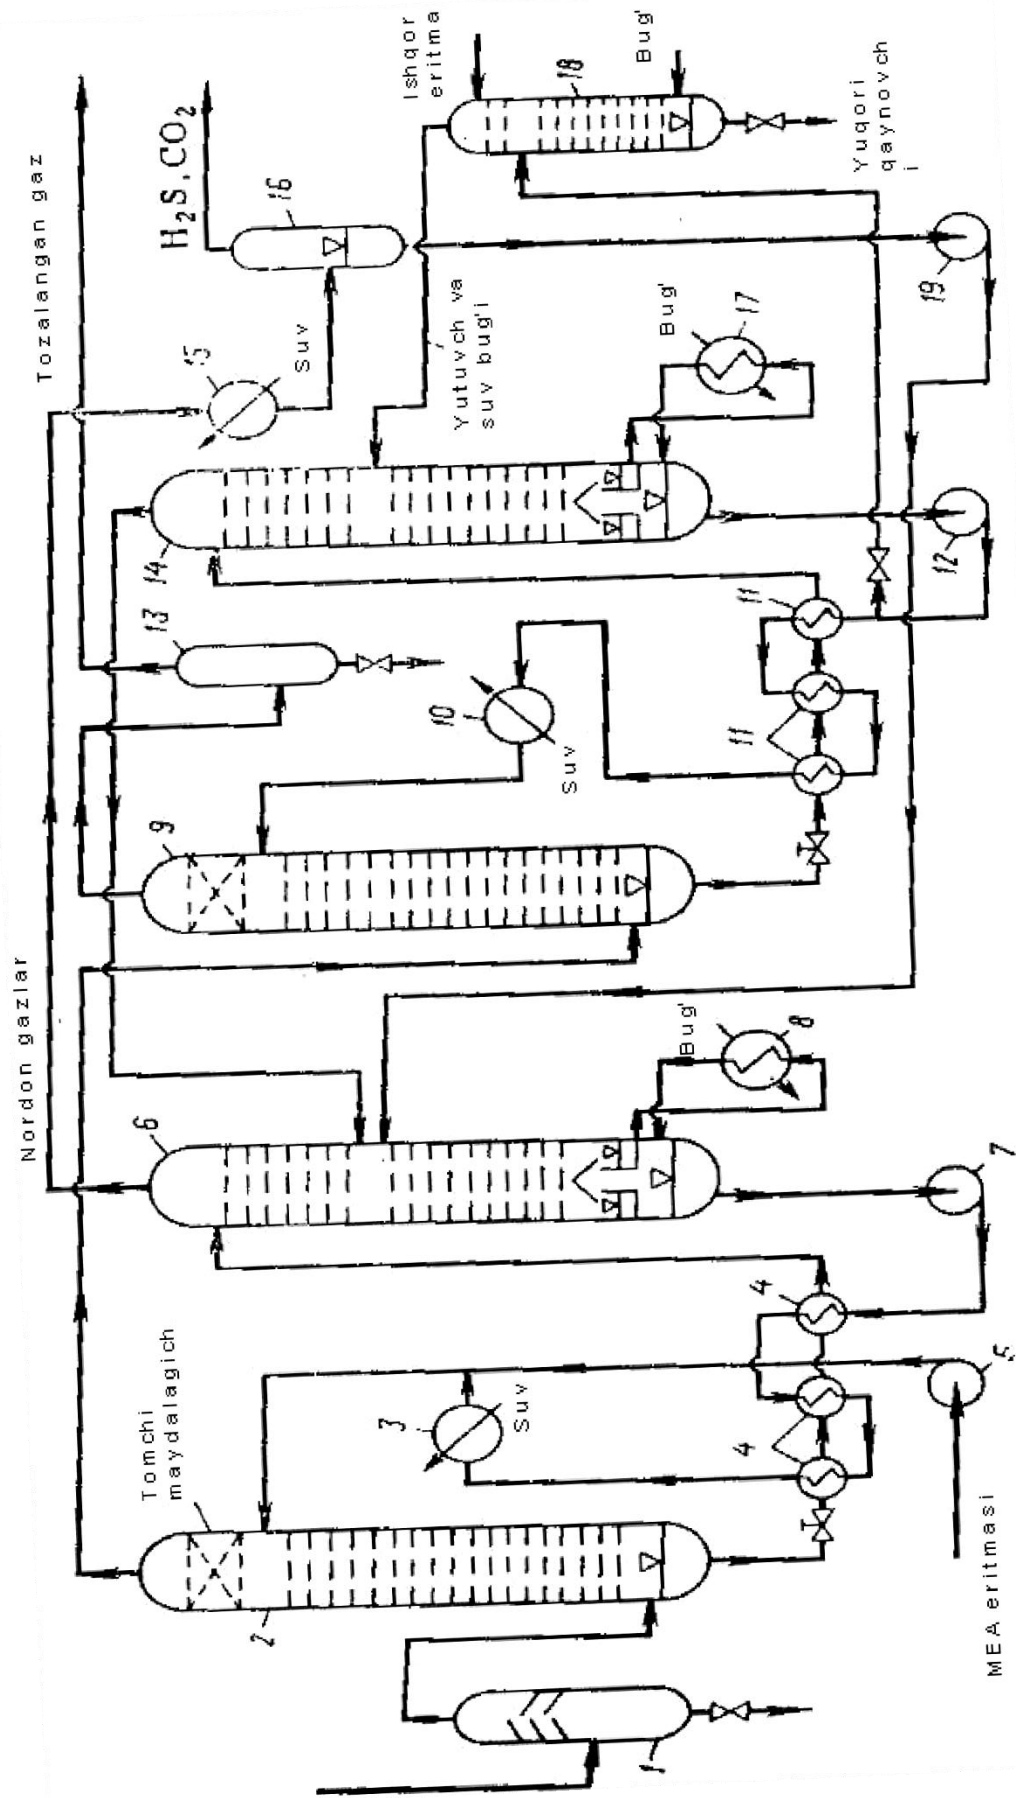 Ishqor
eritma
Bug'
18
Yuqori
qaynovch
i
H₂S, CO₂
16
Tozalangan gaz
15
Suv
Yutuvch va
suv bug'i
Bug'
17
19
14
13
12
11
11
10
Suv
9
Nordon gazlar
6
Bug'
8
7
Tomchi
maydalagich
3
Suv
4
4
5
2
1
MEA eritmasi